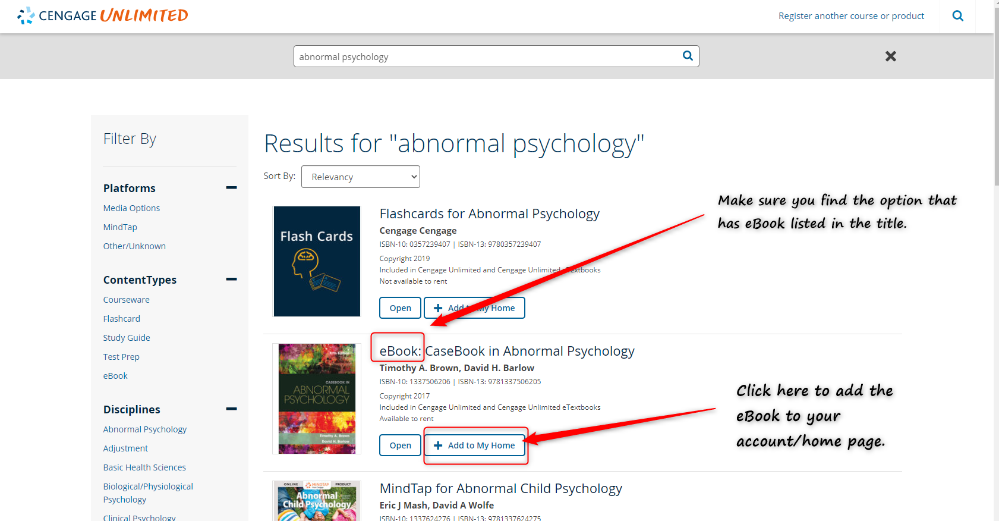 CENGAGE UNLIMITED
Register another course or product
abnormal psychology
Filter By
Platforms
Media Options
MindTap
Other/Unknown
ContentTypes
Courseware
Flashcard
Study Guide
Test Prep
eBook
Disciplines
Abnormal Psychology
Adjustment
Basic Health Sciences
Biological/Physiological
Psychology
Clinical Psychology
Results for "abnormal psychology"
Sort By: Relevancy
Flash Cards
Flashcards for Abnormal Psychology
Cengage Cengage
ISBN-10: 0357239407 | ISBN-13: 9780357239407
Copyright 2019
Included in Cengage Unlimited and Cengage Unlimited eTextbooks
Not available to rent
Open
Add to My Home
Make sure you find the option that
has eBook listed in the title.
Fifth Edition
CASEBOOK IN
ABNORMAL
PSYCHOLOGY
Timothy A. Brown
David H. Barlow
eBook: CaseBook in Abnormal Psychology
Timothy A. Brown, David H. Barlow
ISBN-10: 1337506206 | ISBN-13: 9781337506205
Copyright 2017
Included in Cengage Unlimited and Cengage Unlimited eTextbooks
Available to rent
Open
Add to My Home
Click here to add the
eBook to your
account/home page.
ONLINE MINDTAP PRODUCT
Abnormal
Child Psychology
MindTap for Abnormal Child Psychology
Eric J Mash, David A Wolfe
ISBN-10: 1337624276 | ISBN-13: 9781337624275